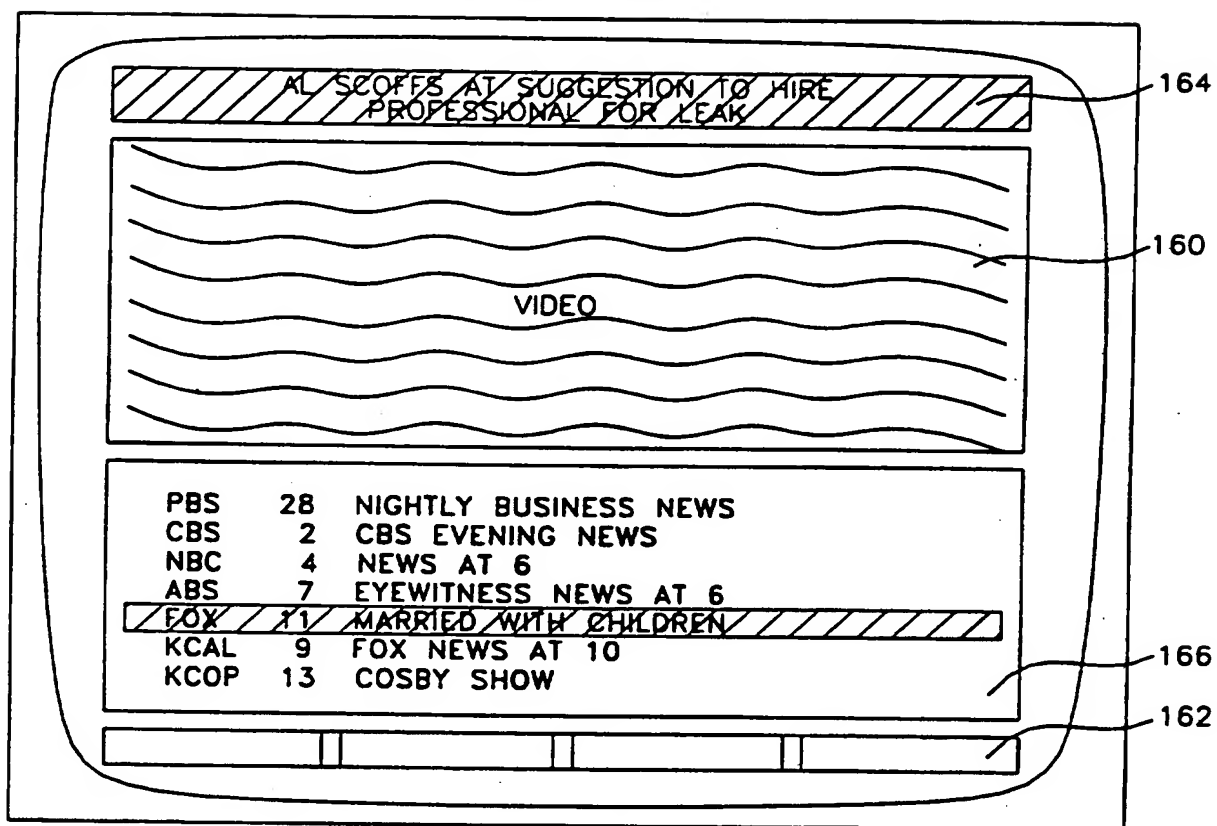 AL SCOFFS AT SUGGESTION TO HIRE
PROFESSIONAL FOR LEAK
164
160
VIDEO
PBS 28 NIGHTLY BUSINESS NEWS
CBS 2 CBS EVENING NEWS
NBC 4 NEWS AT 6
ABS 7 EYEWITNESS NEWS AT 6
FOX 11 MARRIED WITH CHILDREN
KCAL 9 FOX NEWS AT 10
KCOP 13 COSBY SHOW
166
162